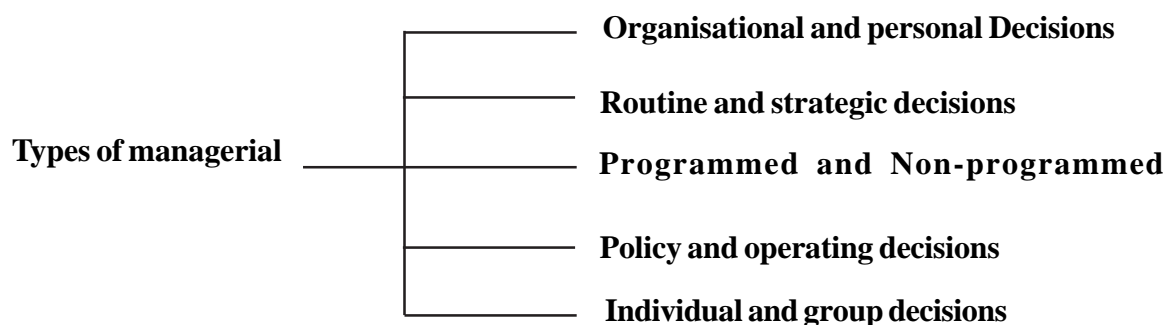 Organisational and personal Decisions
Routine and strategic decisions
Types of managerial
Programmed and Non-programmed
Policy and operating decisions
Individual and group decisions